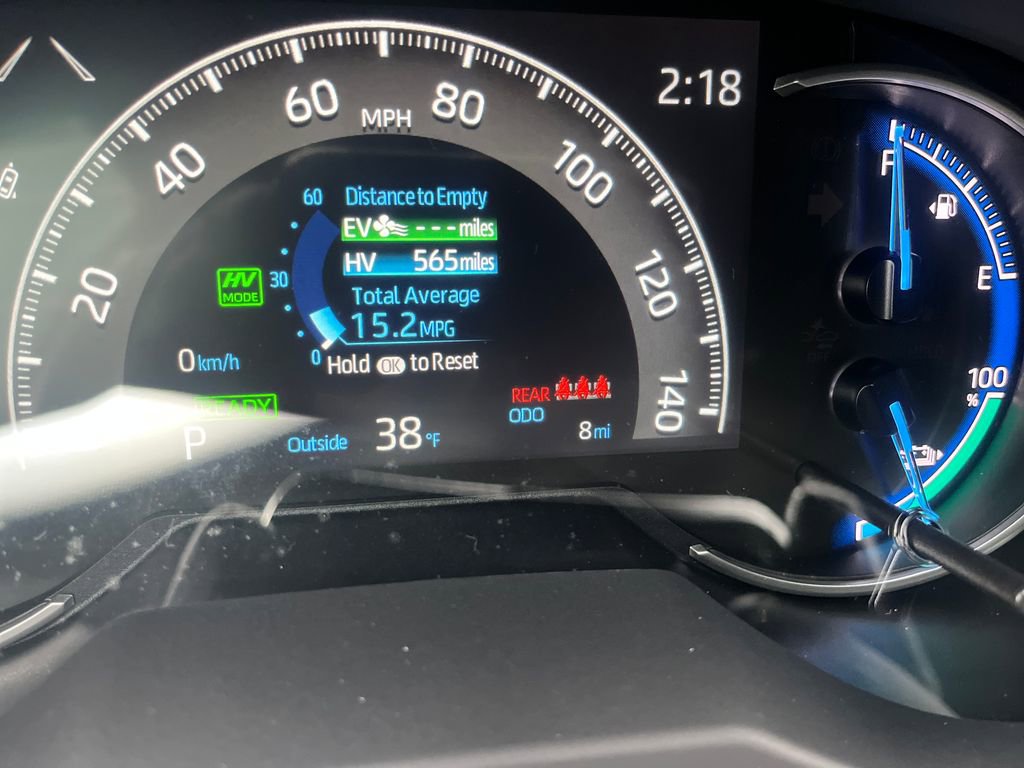 2:18
60
MPH
80
40
100
20
120
140
60
Distance to Empty
EV --- miles
HV 565 miles
HV
MODE
30
Total Average
15.2 MPG
0
Hold OK to Reset
0 km/h
READY
P
Outside 38 °F
REAR
ODO
8 mi
F
E
100
%